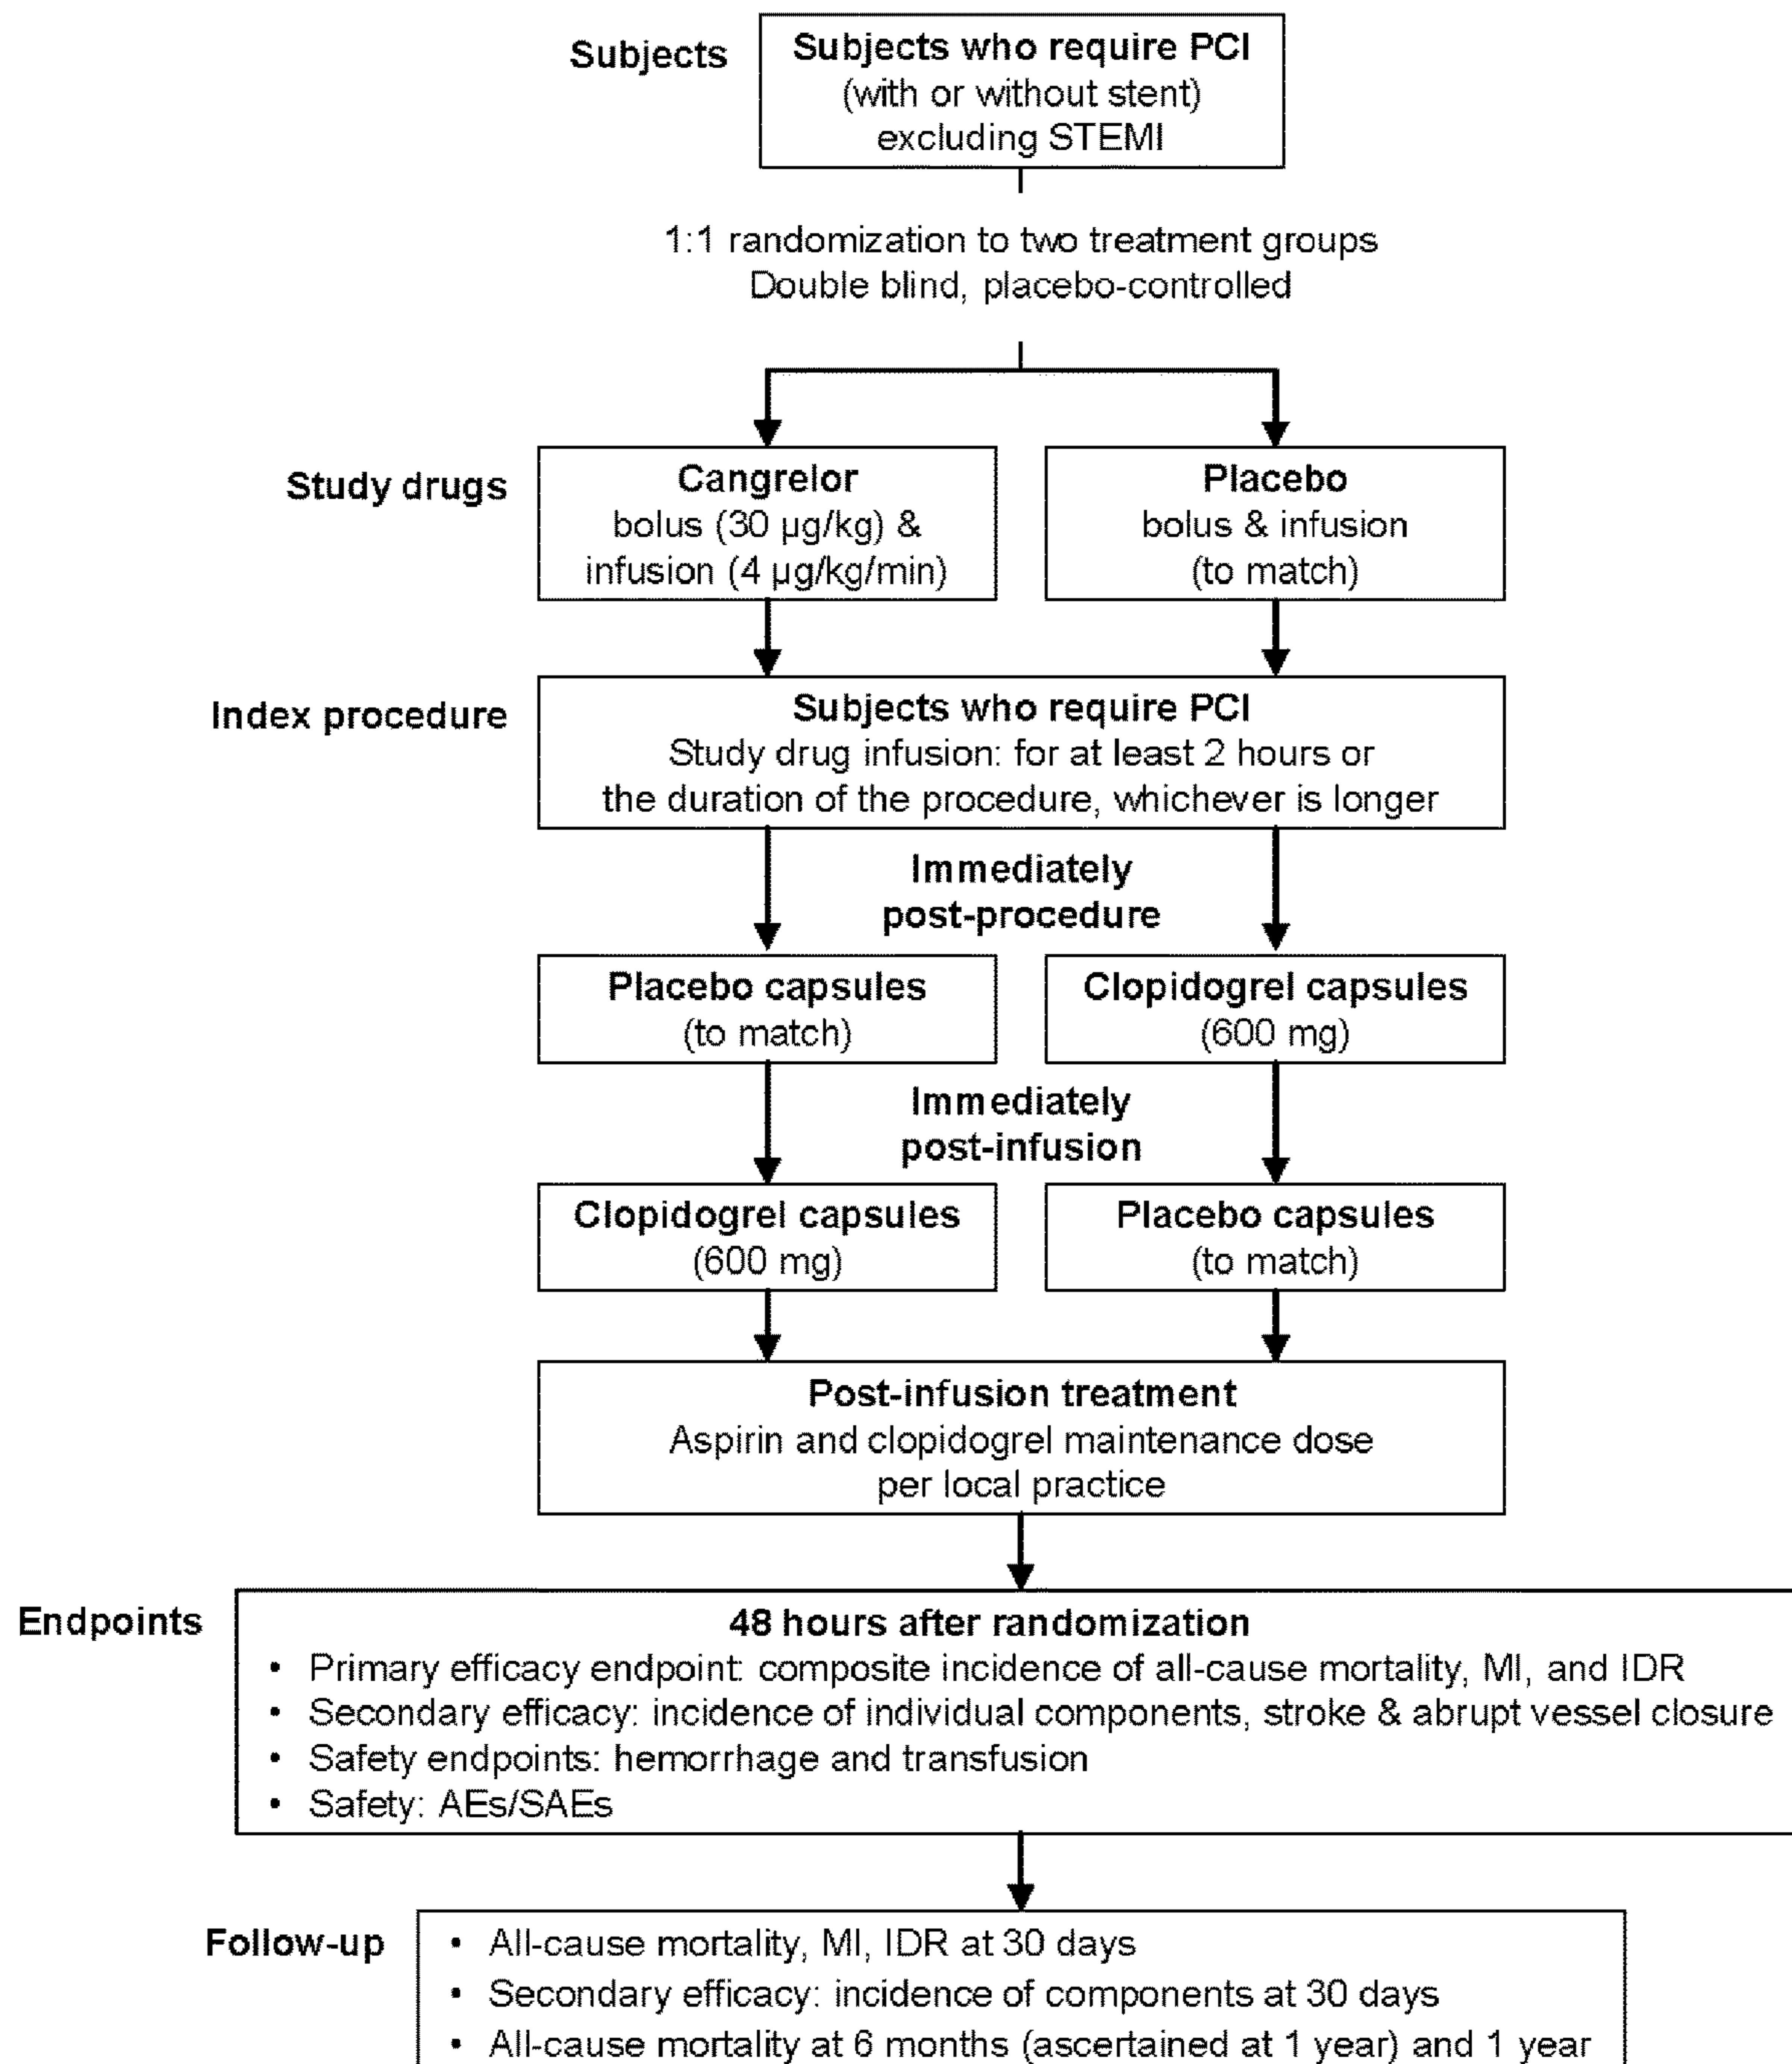 Subjects
Subjects who require PCI
(with or without stent)
excluding STEMI
1:1 randomization to two treatment groups
Double blind, placebo-controlled
Study drugs
Cangrelor
bolus (30 µg/kg) &
infusion (4 µg/kg/min)
Placebo
bolus & infusion
(to match)
Index procedure
Subjects who require PCI
Study drug infusion: for at least 2 hours or
the duration of the procedure, whichever is longer
Immediately
post-procedure
Placebo capsules
(to match)
Clopidogrel capsules
(600 mg)
Immediately
post-infusion
Clopidogrel capsules
(600 mg)
Placebo capsules
(to match)
Post-infusion treatment
Aspirin and clopidogrel maintenance dose
per local practice
Endpoints
48 hours after randomization
• Primary efficacy endpoint: composite incidence of all-cause mortality, MI, and IDR
• Secondary efficacy: incidence of individual components, stroke & abrupt vessel closure
• Safety endpoints: hemorrhage and transfusion
• Safety: AEs/SAEs
Follow-up
• All-cause mortality, MI, IDR at 30 days
• Secondary efficacy: incidence of components at 30 days
• All-cause mortality at 6 months (ascertained at 1 year) and 1 year